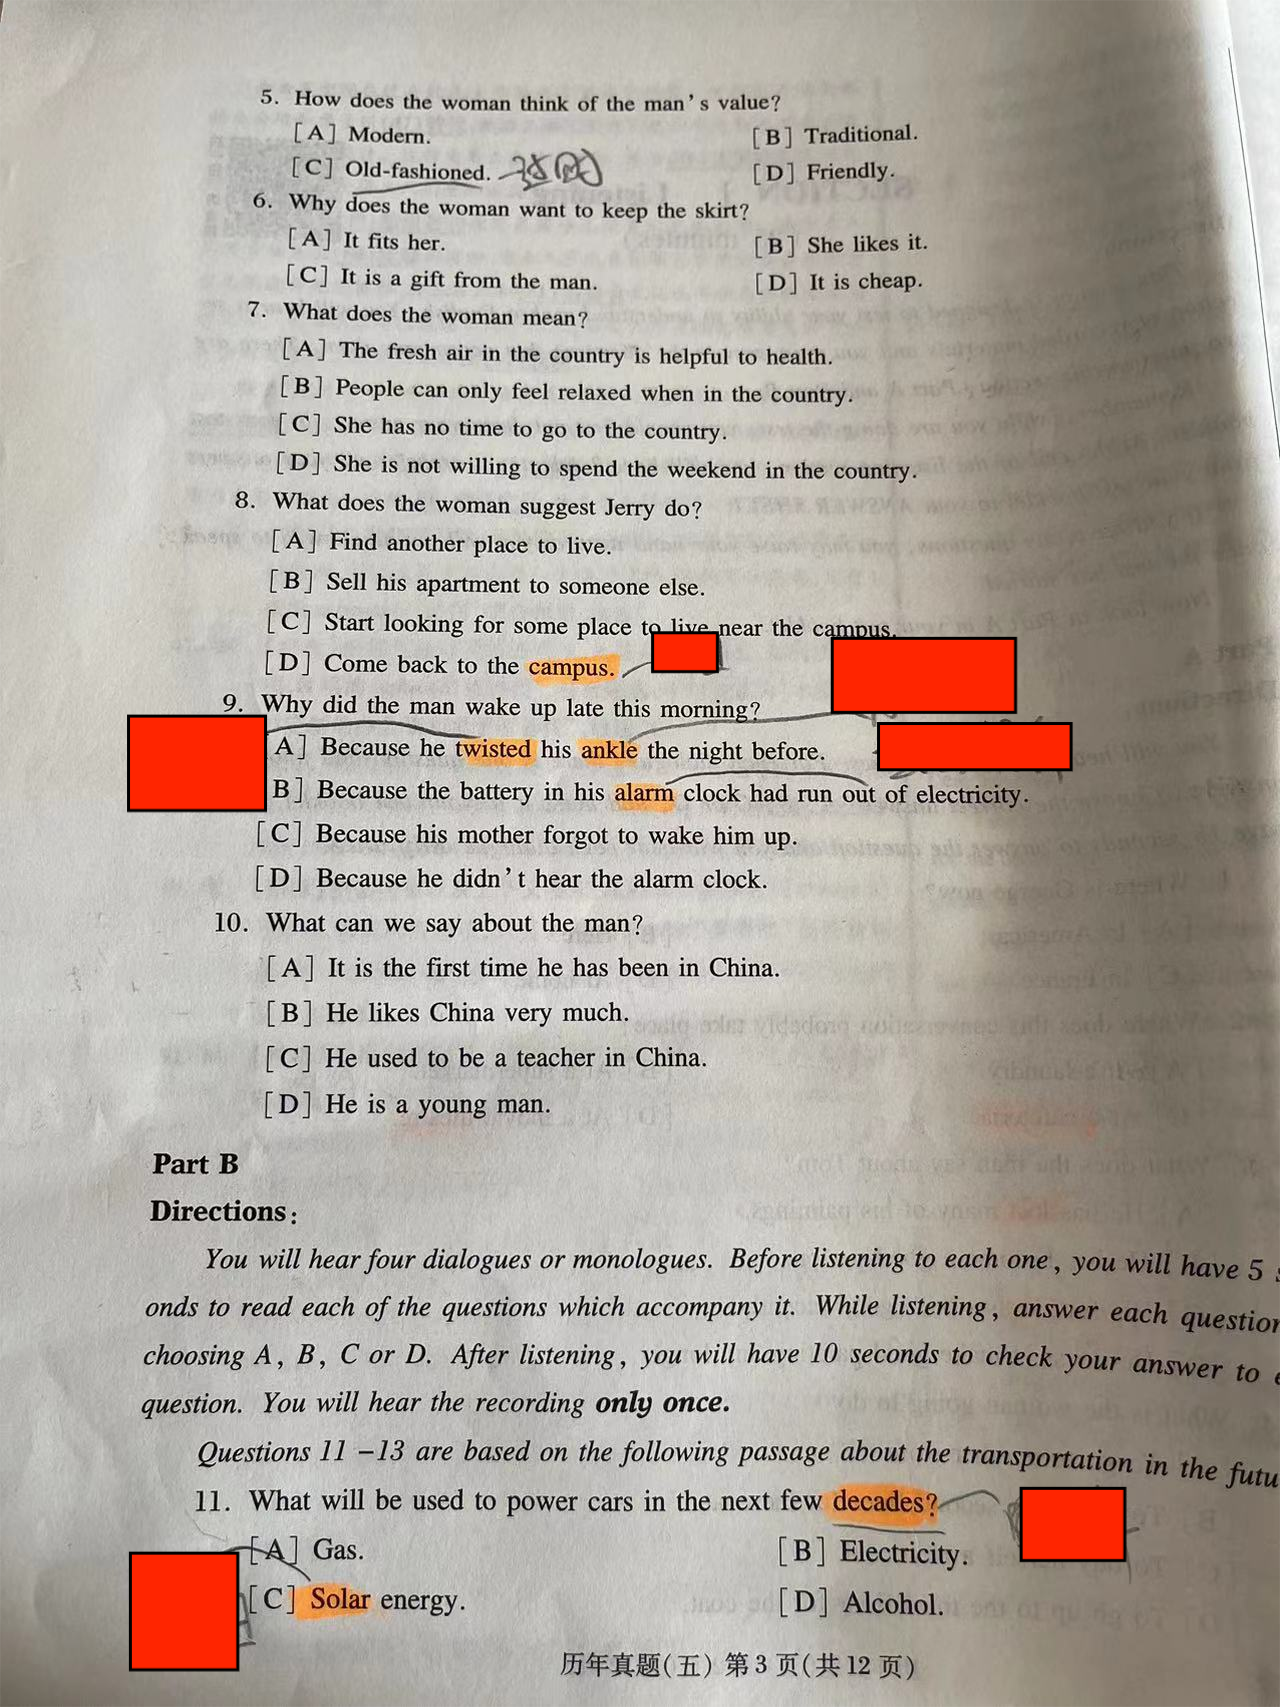 5. How does the woman think of the man's value?
[A] Modern. [B] Traditional.
[C] Old-fashioned. [D] Friendly.
6. Why does the woman want to keep the skirt?
[A] It fits her. [B] She likes it.
[C] It is a gift from the man. [D] It is cheap.
7. What does the woman mean?
[A] The fresh air in the country is helpful to health.
[B] People can only feel relaxed when in the country.
[C] She has no time to go to the country.
[D] She is not willing to spend the weekend in the country.
8. What does the woman suggest Jerry do?
[A] Find another place to live.
[B] Sell his apartment to someone else.
[C] Start looking for some place to live near the campus.
[D] Come back to the campus.
9. Why did the man wake up late this morning?
A] Because he twisted his ankle the night before.
B] Because the battery in his alarm clock had run out of electricity.
[C] Because his mother forgot to wake him up.
[D] Because he didn't hear the alarm clock.
10. What can we say about the man?
[A] It is the first time he has been in China.
[B] He likes China very much.
[C] He used to be a teacher in China.
[D] He is a young man.
Part B
Directions:
You will hear four dialogues or monologues. Before listening to each one, you will have 5
onds to read each of the questions which accompany it. While listening, answer each question
choosing A, B, C or D. After listening, you will have 10 seconds to check your answer to
question. You will hear the recording only once.
Questions 11-13 are based on the following passage about the transportation in the futu
11. What will be used to power cars in the next few decades?
[A] Gas. [B] Electricity.
[C] Solar energy. [D] Alcohol.
历年真题(五) 第3页(共12页)